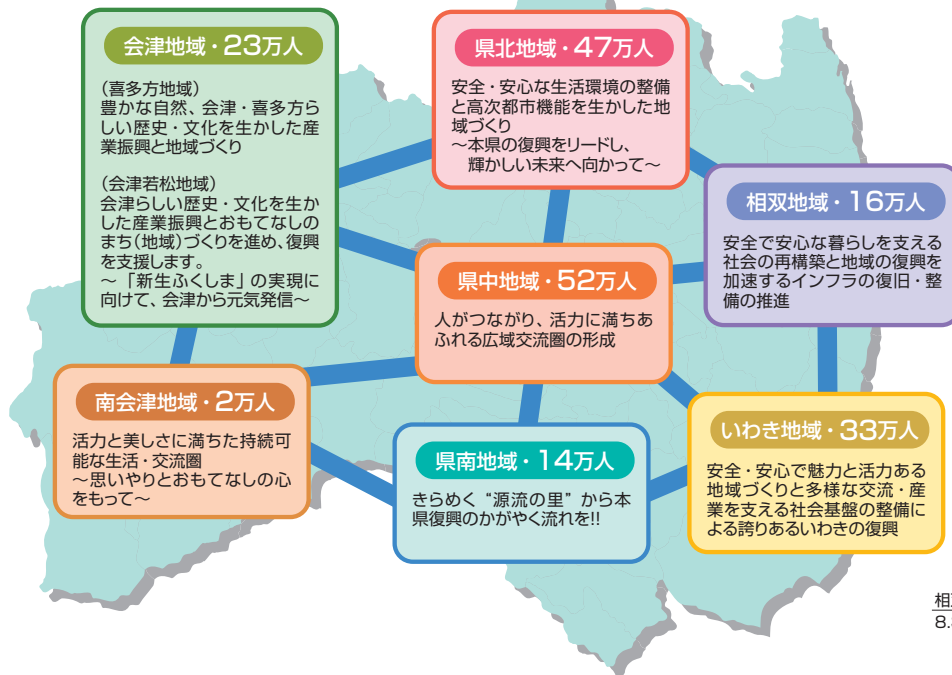 会津地域・23万人
(喜多方地域)
豊かな自然、会津・喜多方ら
しい歴史・文化を生かした産
業振興と地域づくり
(会津若松地域)
会津らしい歴史・文化を生か
した産業振興とおもてなしの
まち(地域)づくりを進め、復興
を支援します。
～「新生ふくしま」の実現に
向けて、会津から元気発信～
県北地域・47万人
安全・安心な生活環境の整備
と高次都市機能を生かした地
域づくり
～本県の復興をリードし、
輝かしい未来へ向かって～
相双地域・16万人
安全で安心な暮らしを支える
社会の再構築と地域の復興を
加速するインフラの復旧・整
備の推進
県中地域・52万人
人がつながり、活力に満ちあ
ふれる広域交流圏の形成
南会津地域・2万人
活力と美しさに満ちた持続可
能な生活・交流圏
～思いやりとおもてなしの心
をもって～
県南地域・14万人
きらめく“源流の里”から本
県復興のかがやく流れを!!
いわき地域・33万人
安全・安心で魅力と活力ある
地域づくりと多様な交流・産
業を支える社会基盤の整備に
よる誇りあるいわきの復興
相
8.